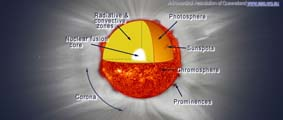 Astronomical Association of Queensland www.aaq.org.au
Radiative &
convective
zones
Photosphere
Nuclear fusion
core
Sunspots
Chromosphere
Corona
Prominences